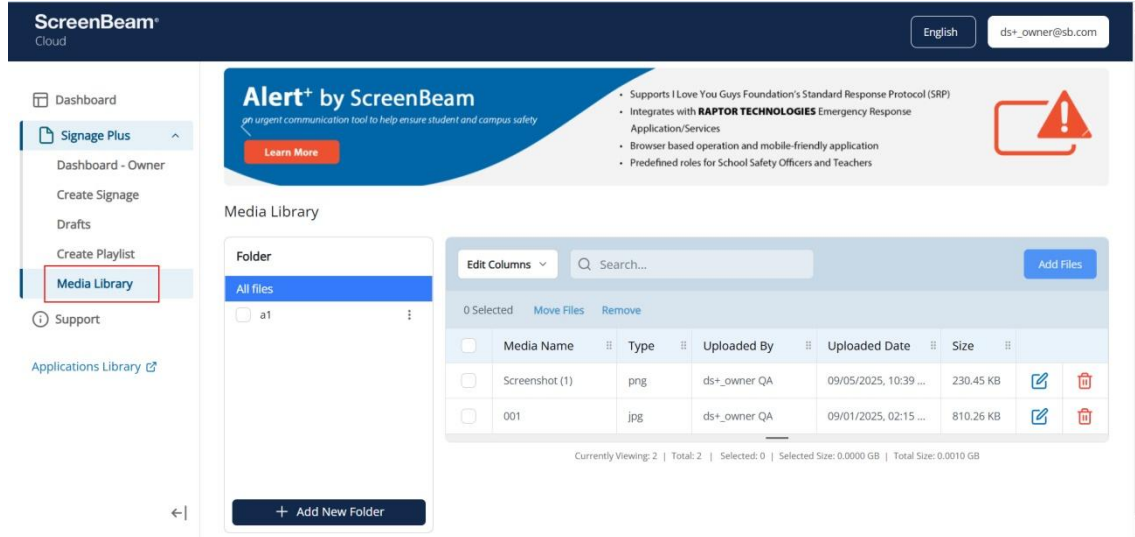 ScreenBeam®
Cloud
English
ds+_owner@sb.com
Dashboard
Signage Plus
Dashboard - Owner
Create Signage
Drafts
Create Playlist
Media Library
Support
Applications Library
Alert+ by ScreenBeam
an urgent communication tool to help ensure student and campus safety
Learn More
• Supports I Love You Guys Foundation's Standard Response Protocol (SRP)
• Integrates with RAPTOR TECHNOLOGIES Emergency Response
Application/Services
• Browser based operation and mobile-friendly application
• Predefined roles for School Safety Officers and Teachers
Media Library
Folder
All files
a1
+ Add New Folder
Edit Columns
Search...
Add Files
0 Selected Move Files Remove
Media Name Type Uploaded By Uploaded Date Size
Screenshot (1) png ds+_owner QA 09/05/2025, 10:39 ... 230.45 KB
001 jpg ds+_owner QA 09/01/2025, 02:15 ... 810.26 KB
Currently Viewing: 2 | Total: 2 | Selected: 0 | Selected Size: 0.0000 GB | Total Size: 0.0010 GB